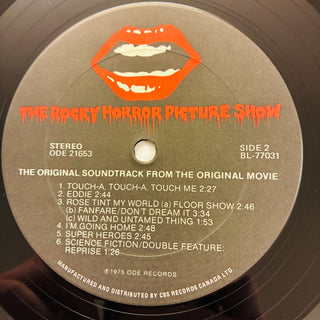 THE ROCKY HORROR PICTURE SHOW
STEREO
ODE 21653
SIDE 2
BL-77031
THE ORIGINAL SOUNDTRACK FROM THE ORIGINAL MOVIE
1. TOUCH-A, TOUCH-A, TOUCH ME 2:27
2. EDDIE 2:44
3. ROSE TINT MY WORLD (a) FLOOR SHOW 2:46
(b) FANFARE/DON'T DREAM IT 3:34
(c) WILD AND UNTAMED THING 1:53
4. I'M GOING HOME 2:48
5. SUPER HEROES 2:45
6. SCIENCE FICTION/DOUBLE FEATURE:
REPRISE 1:26
℗1975 ODE RECORDS
MANUFACTURED AND DISTRIBUTED BY CBS RECORDS CANADA LTD.